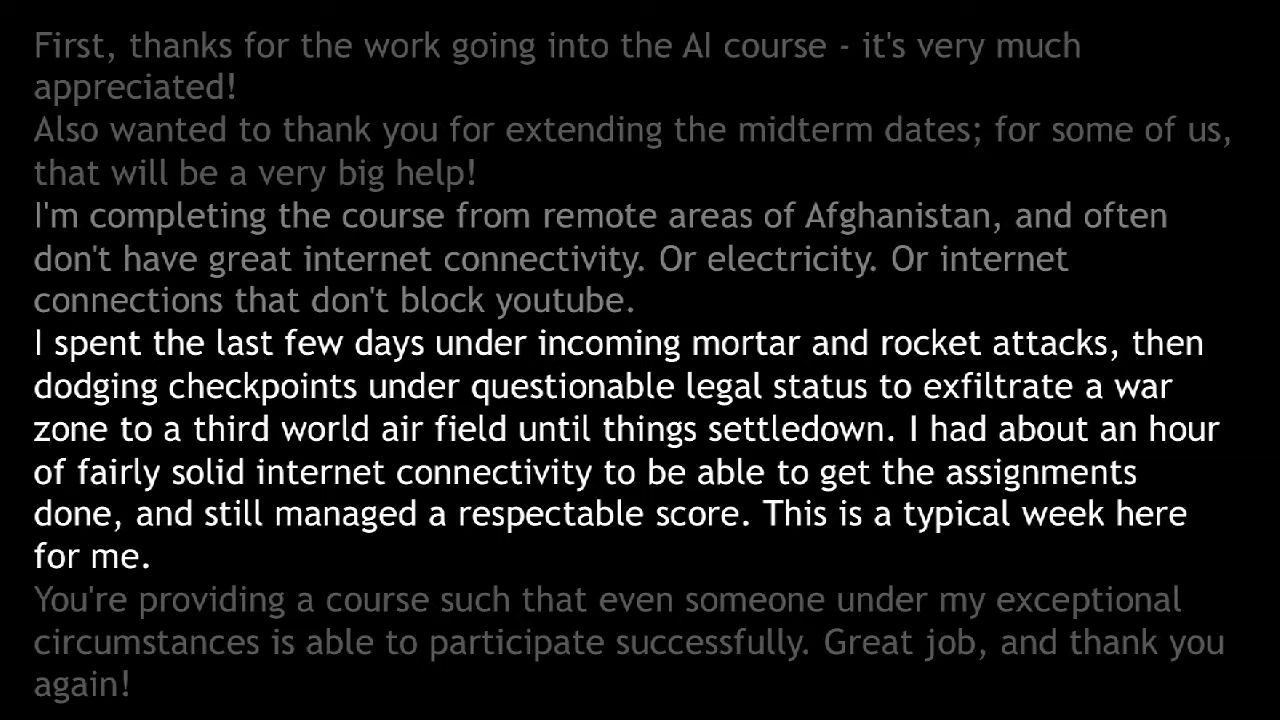 First, thanks for the work going into the AI course - it's very much
appreciated!
Also wanted to thank you for extending the midterm dates; for some of us,
that will be a very big help!
I'm completing the course from remote areas of Afghanistan, and often
don't have great internet connectivity. Or electricity. Or internet
connections that don't block youtube.
I spent the last few days under incoming mortar and rocket attacks, then
dodging checkpoints under questionable legal status to exfiltrate a war
zone to a third world air field until things settledown. I had about an hour
of fairly solid internet connectivity to be able to get the assignments
done, and still managed a respectable score. This is a typical week here
for me.
You're providing a course such that even someone under my exceptional
circumstances is able to participate successfully. Great job, and thank you
again!